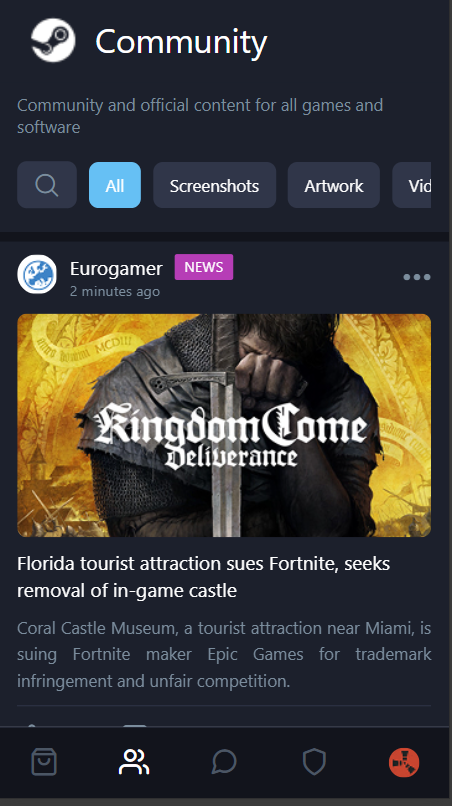 Community
Community and official content for all games and
software
All
Screenshots
Artwork
Vid
Eurogamer
NEWS
2 minutes ago
Kingdom Come
Deliverance
Florida tourist attraction sues Fortnite, seeks
removal of in-game castle
Coral Castle Museum, a tourist attraction near Miami, is
suing Fortnite maker Epic Games for trademark
infringement and unfair competition.